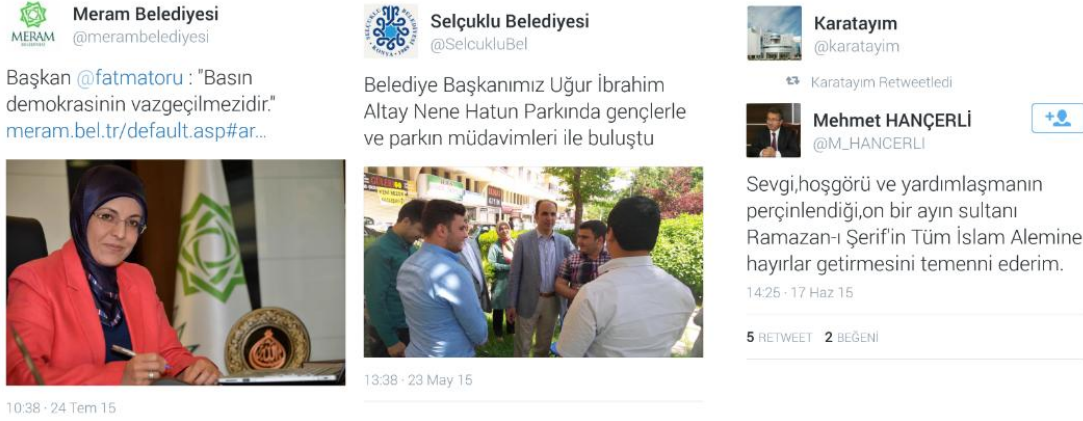 MERAM
BELEDİYESİ
Meram Belediyesi
@merambelediyesi
Başkan @fatmatoru : "Basın
demokrasinin vazgeçilmezidir."
meram.bel.tr/default.asp#ar...
10:38 - 24 Tem 15
Selçuklu Belediyesi
@SelcukluBel
Belediye Başkanımız Uğur İbrahim
Altay Nene Hatun Parkında gençlerle
ve parkın müdavimleri ile buluştu
13:38 - 23 May 15
Karatayım
@karatayim
Karatayım Retweetledi
Mehmet HANÇERLİ
@M_HANCERLI
Sevgi,hoşgörü ve yardımlaşmanın
perçinlendiği,on bir ayın sultanı
Ramazan-ı Şerif'in Tüm İslam Alemine
hayırlar getirmesini temenni ederim.
14:25 - 17 Haz 15
5 RETWEET 2 BEĞENİ